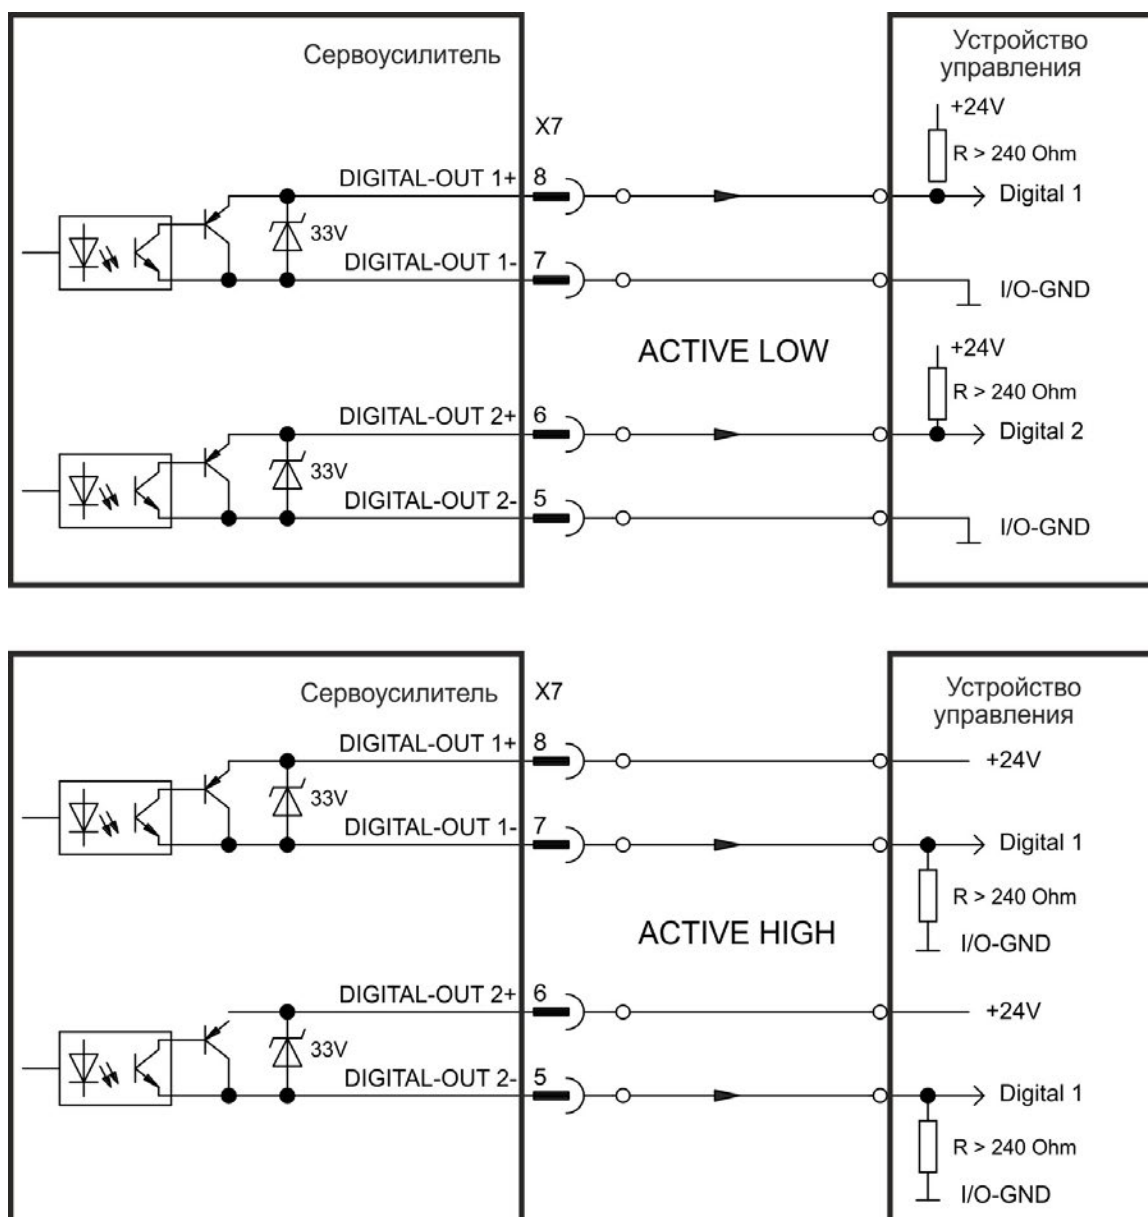 Сервоусилитель
Устройство
управления
X7
+24V
R > 240 Ohm
DIGITAL-OUT 1+ 8
Digital 1
33V
DIGITAL-OUT 1- 7
I/O-GND
ACTIVE LOW
+24V
R > 240 Ohm
DIGITAL-OUT 2+ 6
Digital 2
33V
DIGITAL-OUT 2- 5
I/O-GND
Сервоусилитель
X7
Устройство
управления
DIGITAL-OUT 1+ 8
+24V
33V
DIGITAL-OUT 1- 7
Digital 1
R > 240 Ohm
ACTIVE HIGH
I/O-GND
DIGITAL-OUT 2+ 6
+24V
33V
DIGITAL-OUT 2- 5
Digital 1
R > 240 Ohm
I/O-GND